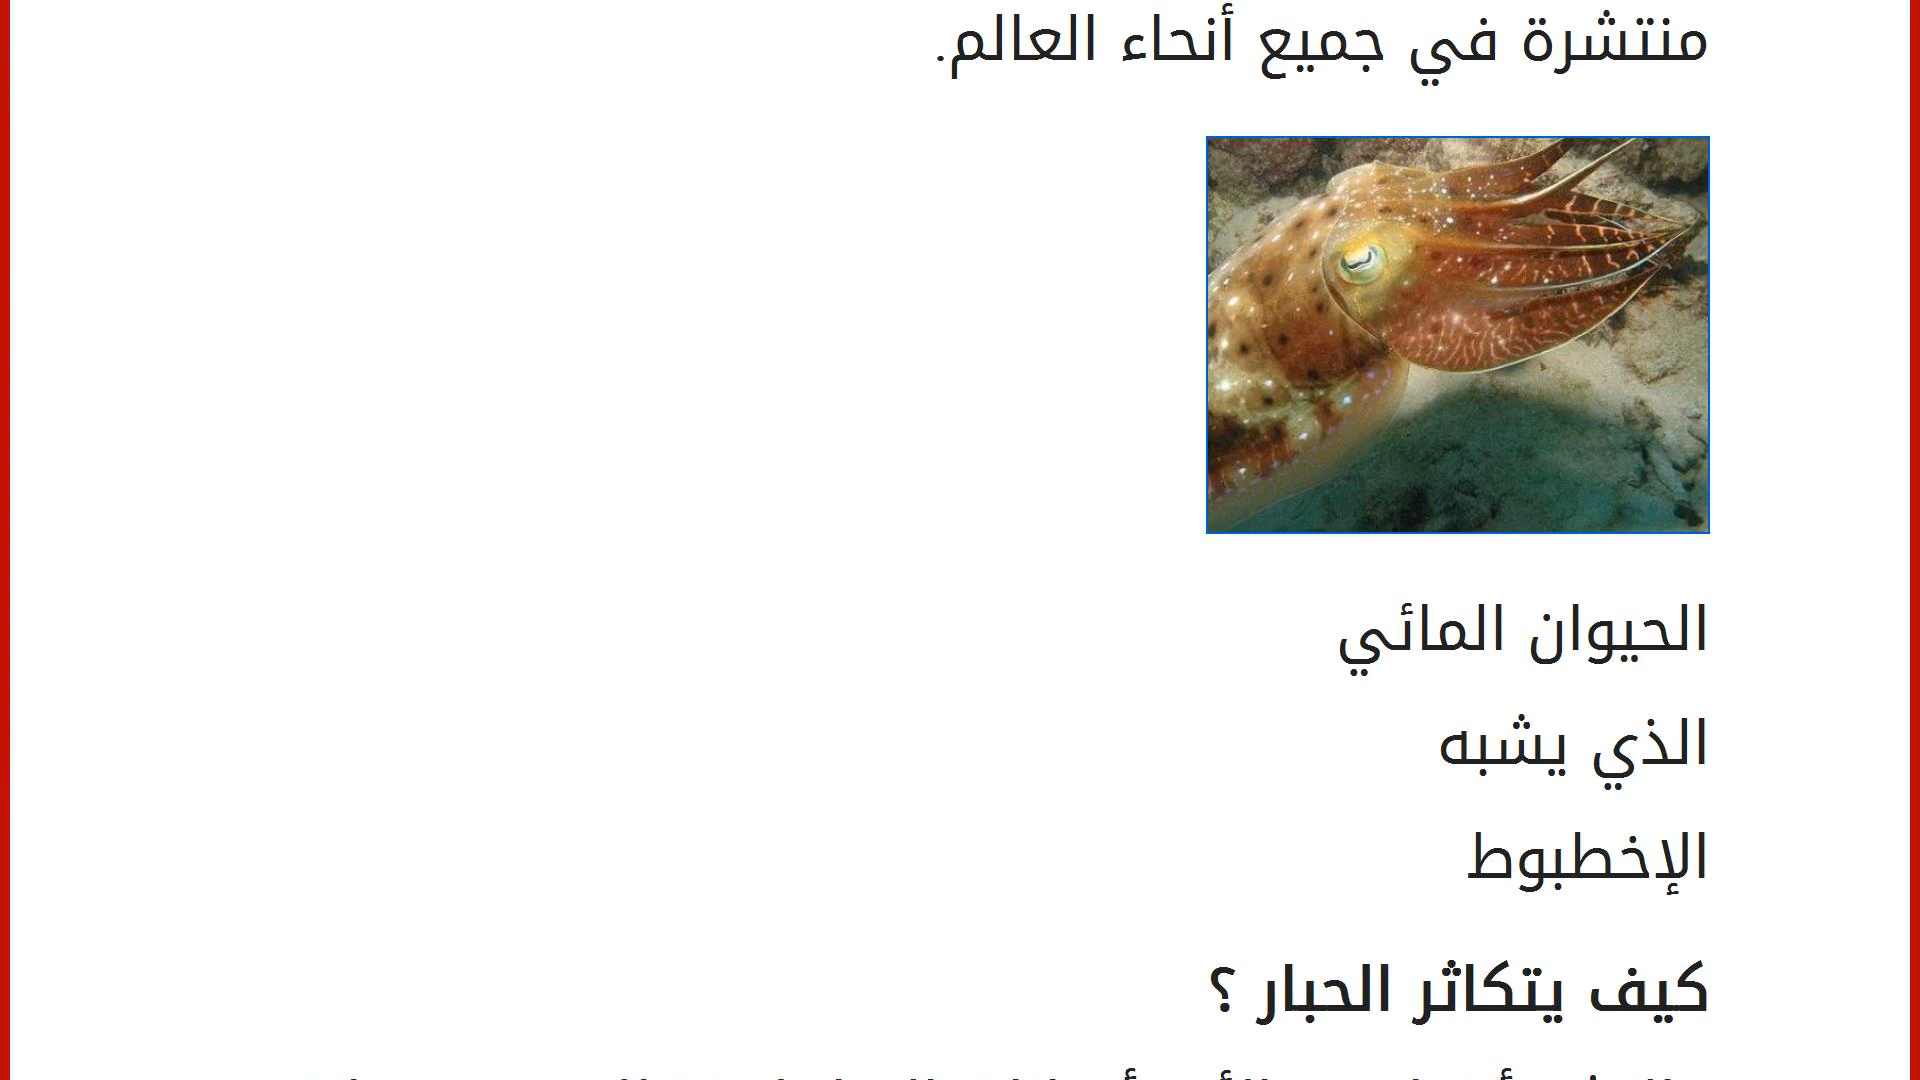 منتشرة في جميع أنحاء العالم.
الحيوان المائي
الذي يشبه
الإخطبوط
كيف يتكاثر الحبار ؟